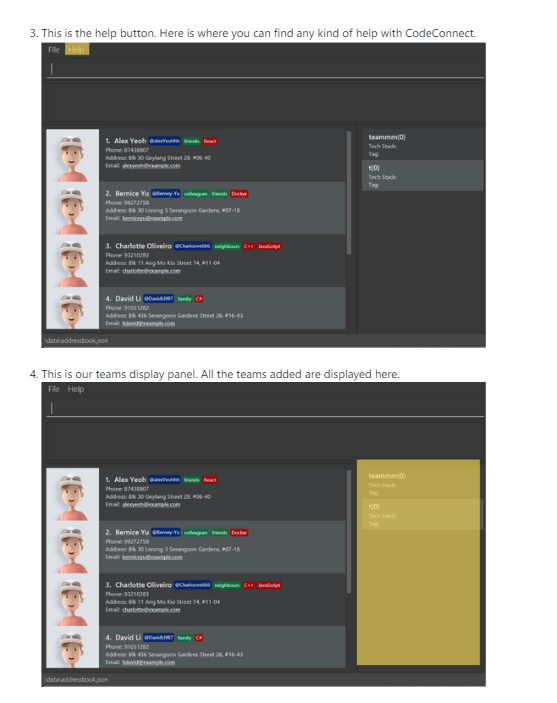 3. This is the help button. Here is where you can find any kind of help with CodeConnect.
File Help
1. Alex Yeoh @alexYeohhh friends React
Phone: 87438807
Address: Blk 30 Geylang Street 29, #06-40
Email: alexyeoh@example.com
2. Bernice Yu @Berney-Yu colleagues friends Docker
Phone: 99272758
Address: Blk 30 Lorong 3 Serangoon Gardens, #07-18
Email: berniceyu@example.com
3. Charlotte Oliveiro neighbours C++ JavaScript
Phone: 93210283
Address: Blk 11 Ang Mo Kio Street 74, #11-04
Email: charlotte@example.com
4. David Li family C#
Phone: 91031282
Address: Blk 436 Serangoon Gardens Street 26, #16-43
Email: lidavid@example.com
teammm(0)
Tech Stack:
Tag:
t(0)
Tech Stack:
Tag:
\data\addressbook.json
4. This is our teams display panel. All the teams added are displayed here.
File Help
1. Alex Yeoh @alexYeohhh friends React
Phone: 87438807
Address: Blk 30 Geylang Street 29, #06-40
Email: alexyeoh@example.com
2. Bernice Yu @Berney-Yu colleagues friends Docker
Phone: 99272758
Address: Blk 30 Lorong 3 Serangoon Gardens, #07-18
Email: berniceyu@example.com
3. Charlotte Oliveiro neighbours C++ JavaScript
Phone: 93210283
Address: Blk 11 Ang Mo Kio Street 74, #11-04
Email: charlotte@example.com
4. David Li family C#
Phone: 91031282
Address: Blk 436 Serangoon Gardens Street 26, #16-43
Email: lidavid@example.com
teammm(0)
Tech Stack:
Tag:
t(0)
Tech Stack:
Tag:
\data\addressbook.json